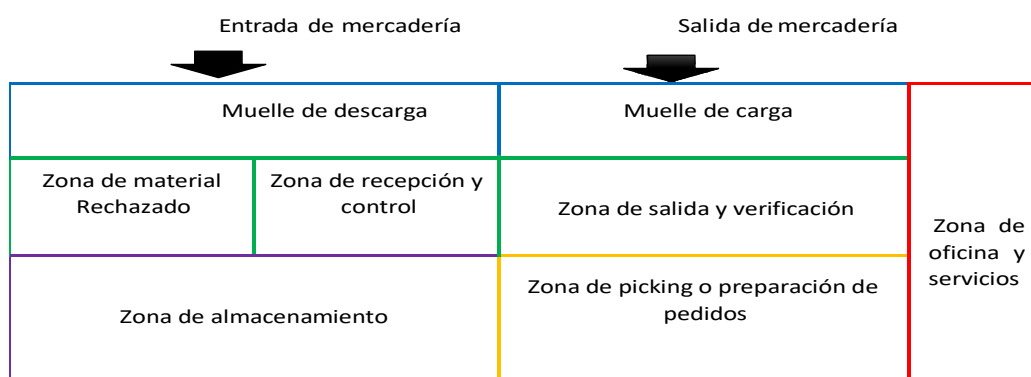 Entrada de mercadería
Salida de mercadería
Muelle de descarga
Muelle de carga
Zona de material
Rechazado
Zona de recepción y
control
Zona de salida y verificación
Zona de
oficina y
servicios
Zona de almacenamiento
Zona de picking o preparación de
pedidos